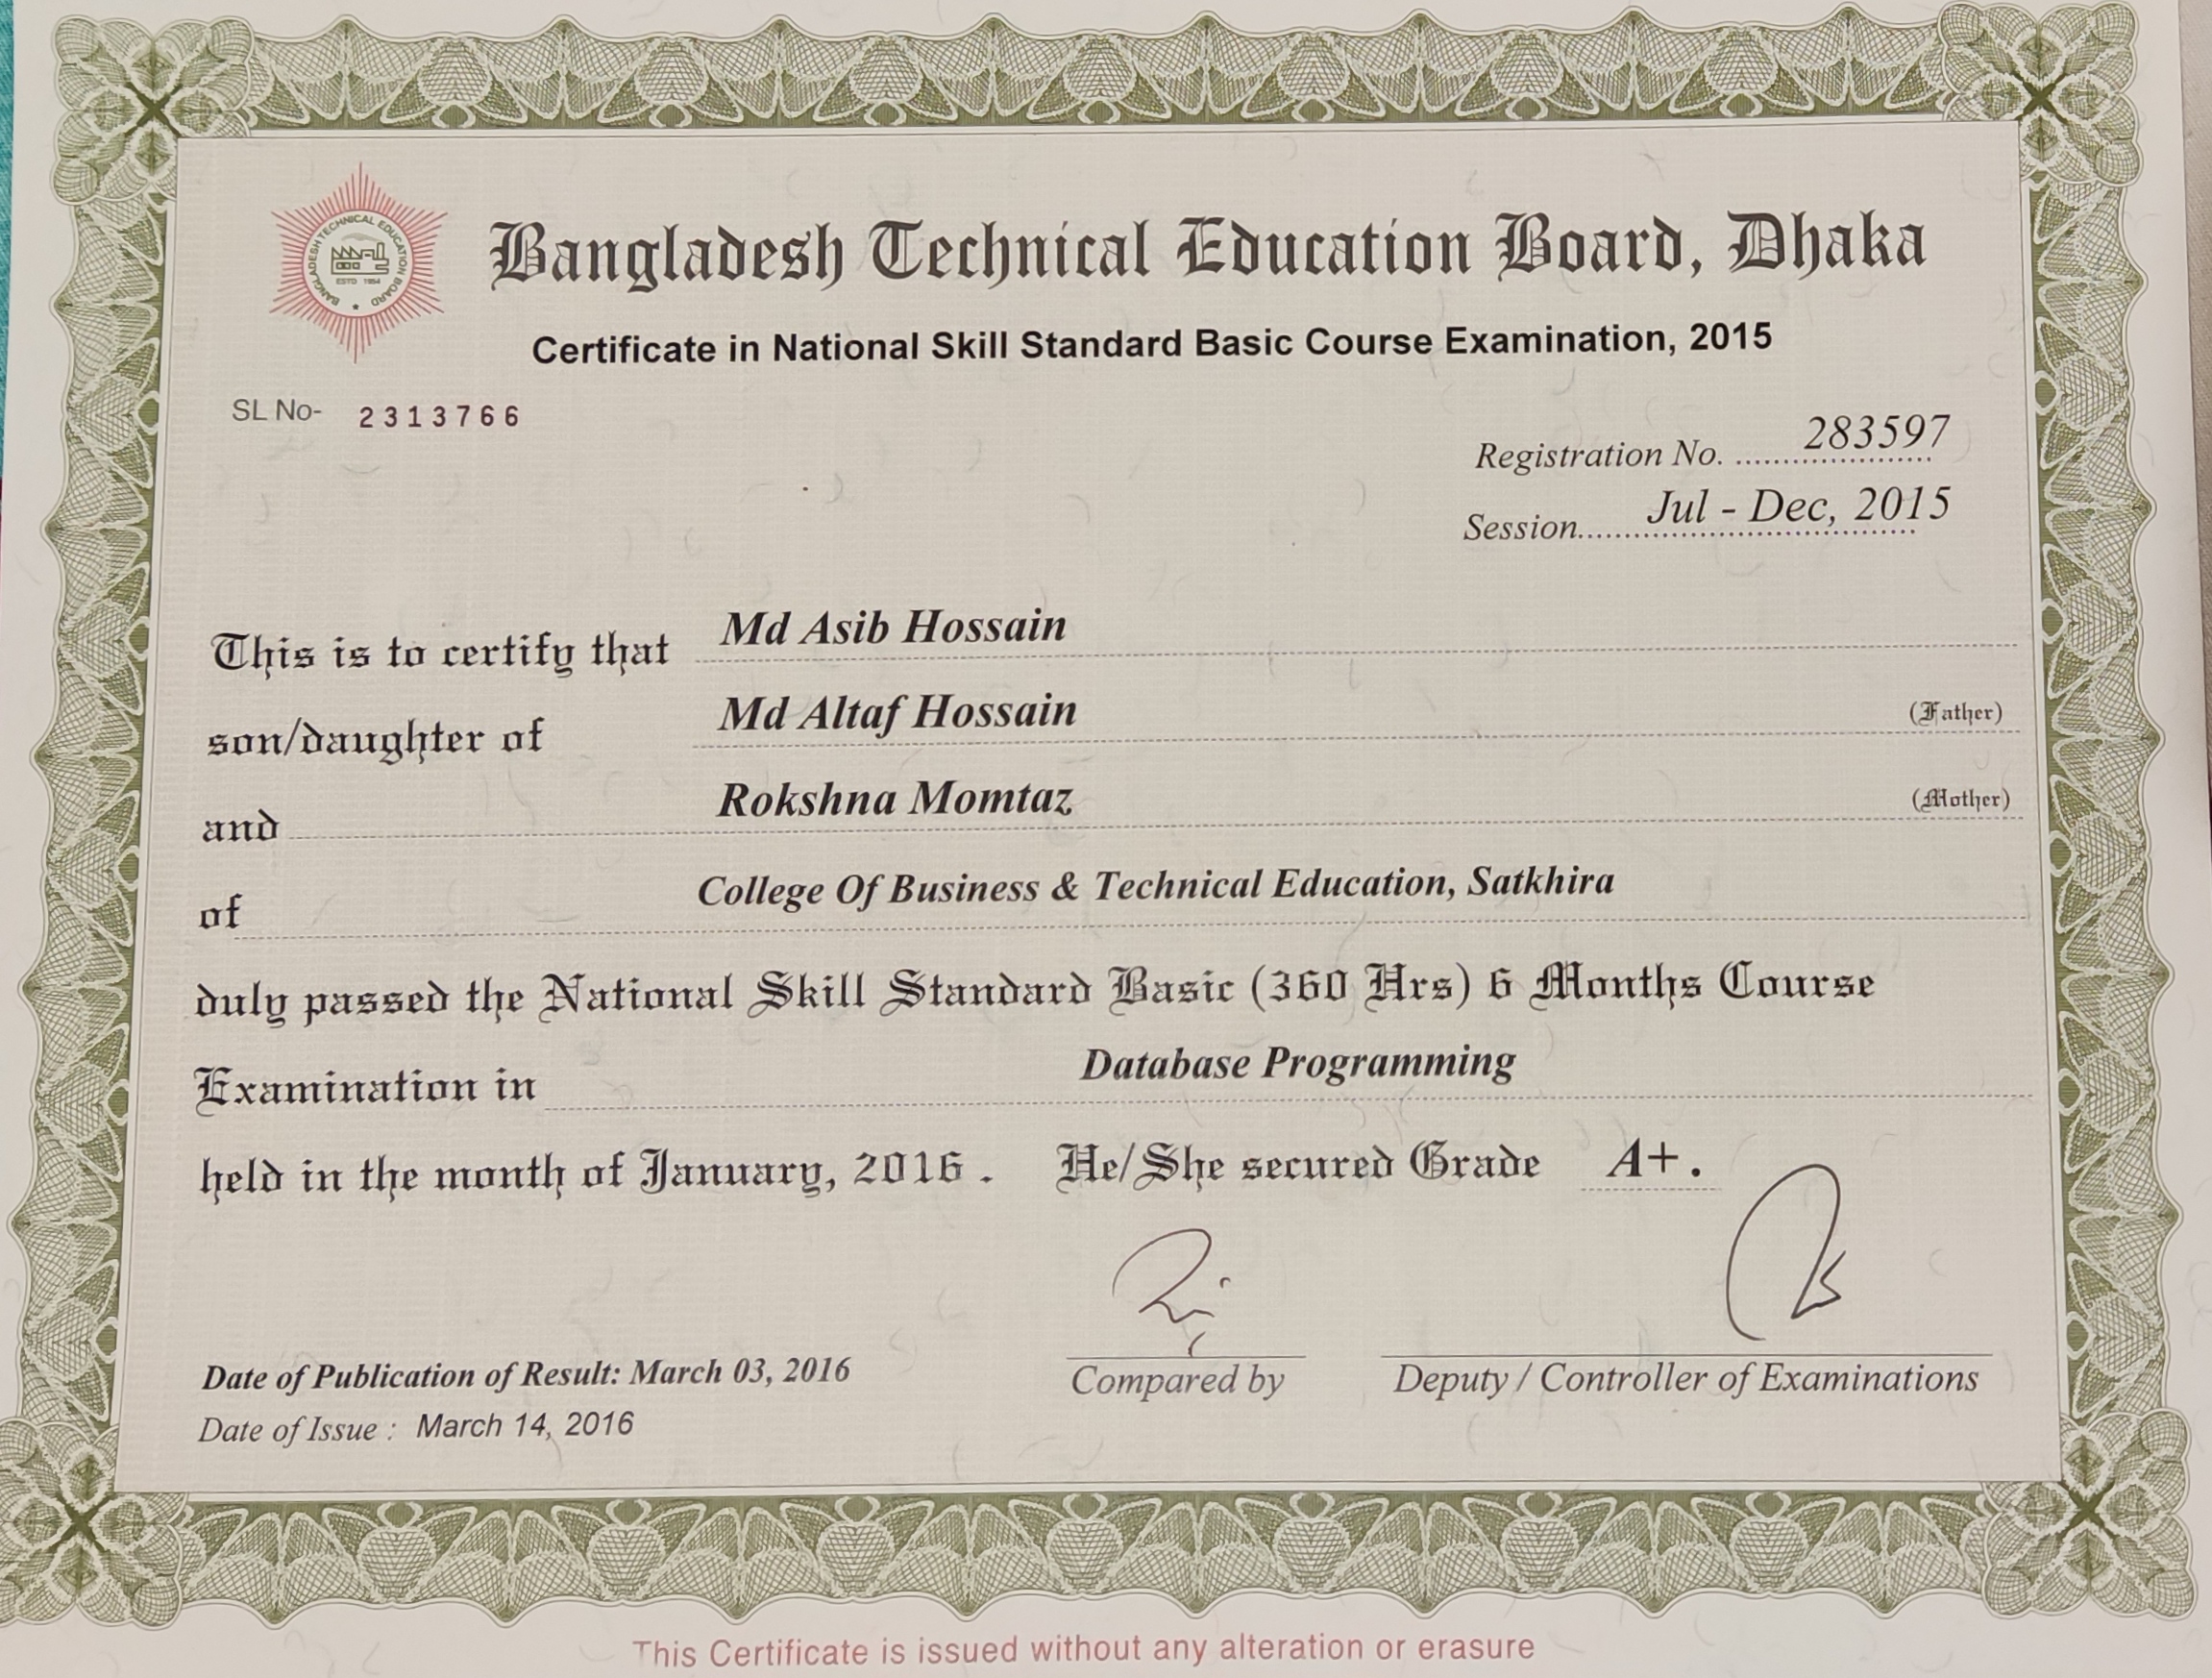 BANGLADESH TECHNICAL EDUCATION BOARD
ESTD 1954
Bangladesh Technical Education Board, Dhaka
Certificate in National Skill Standard Basic Course Examination, 2015
SL No- 2313766
Registration No. 283597
Session Jul - Dec, 2015
This is to certify that Md Asib Hossain
son/daughter of Md Altaf Hossain (Father)
and Rokshna Momtaz (Mother)
of College Of Business & Technical Education, Satkhira
duly passed the National Skill Standard Basic (360 Hrs) 6 Months Course
Examination in Database Programming
held in the month of January, 2016 . He/She secured Grade A+.
Compared by Deputy / Controller of Examinations
Date of Publication of Result: March 03, 2016
Date of Issue : March 14, 2016
This Certificate is issued without any alteration or erasure